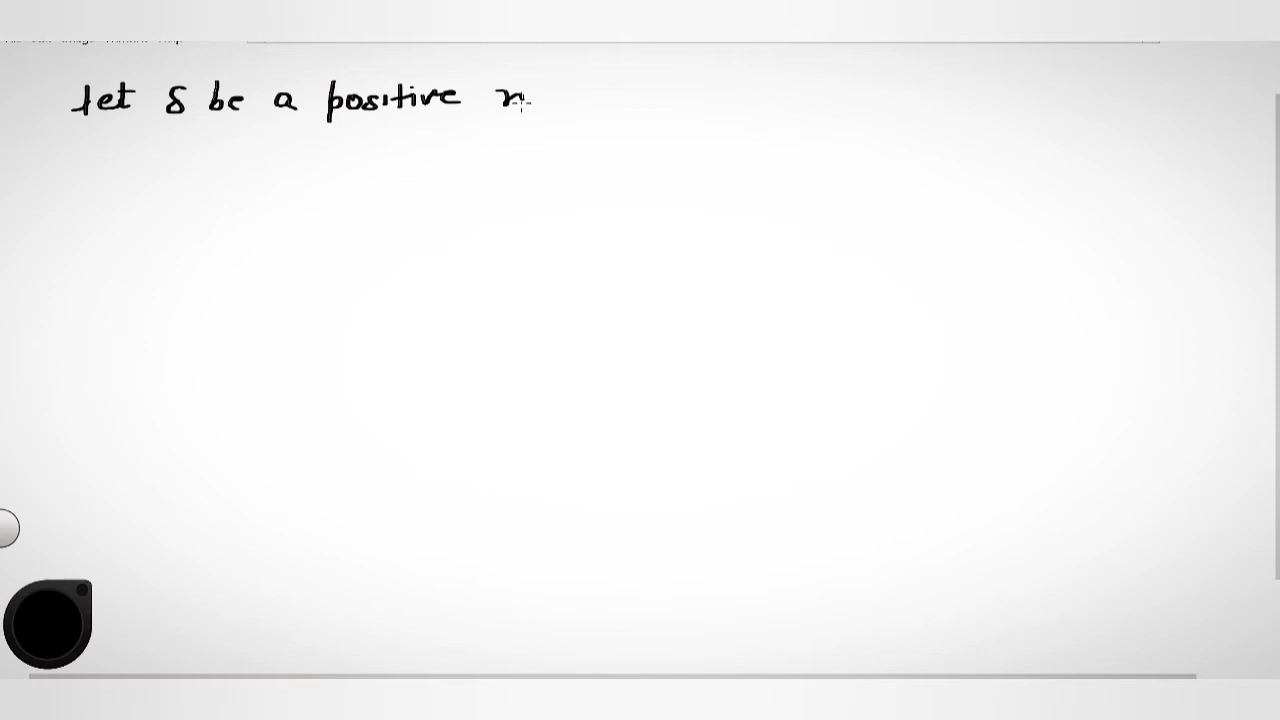 let δ be a positive